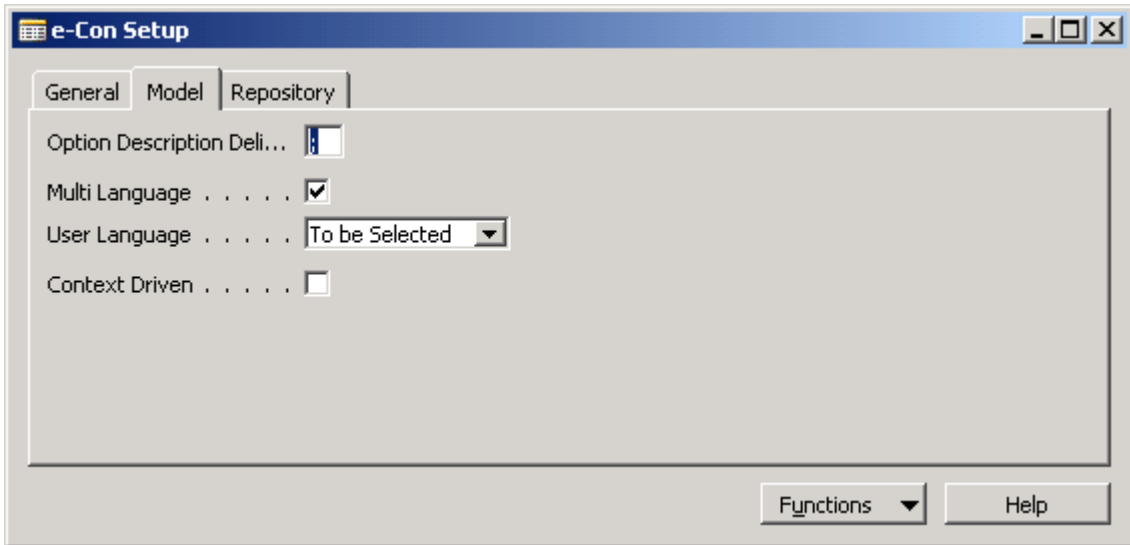 e-Con Setup
General Model Repository
Option Description Deli... ;
Multi Language . . . . .
User Language . . . . . To be Selected
Context Driven . . . . .
Functions Help